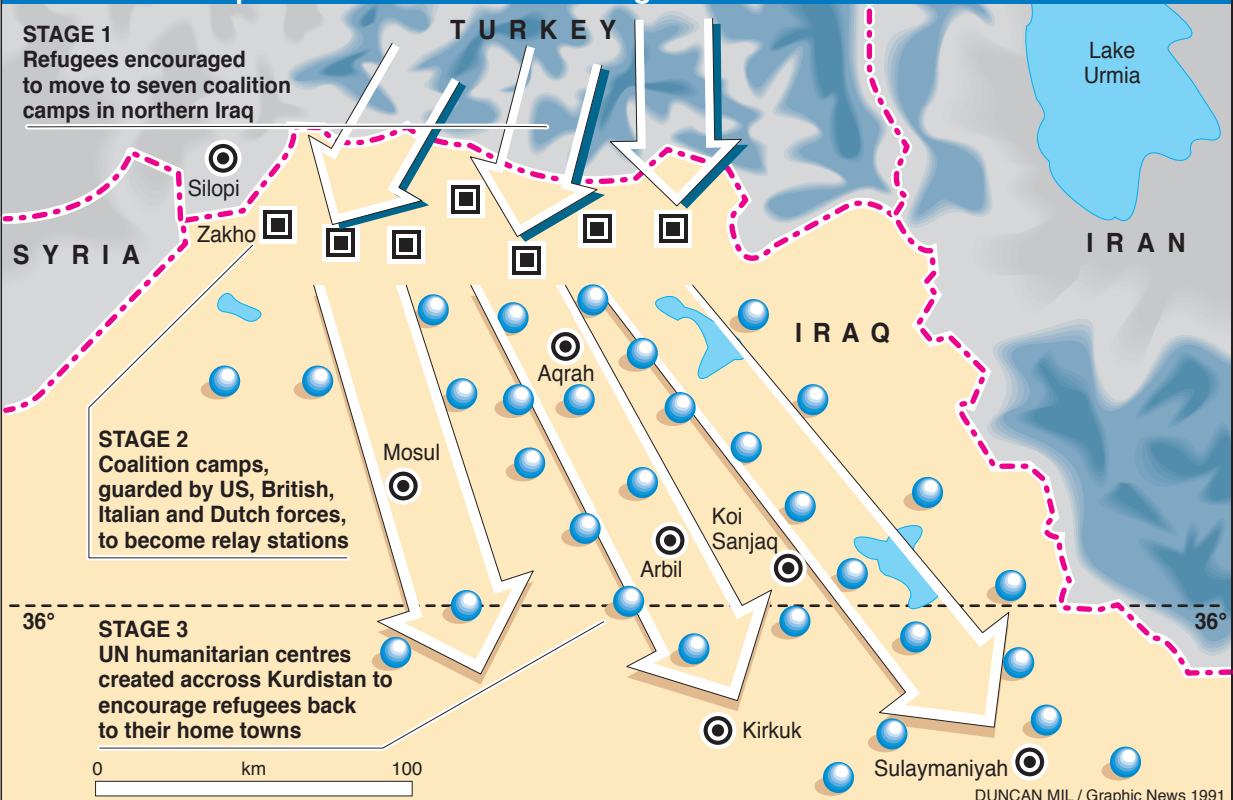 STAGE 1
Refugees encouraged
to move to seven coalition
camps in northern Iraq
TURKEY
Lake
Urmia
Silopi
Zakho
SYRIA
IRAN
IRAQ
Aqrah
STAGE 2
Coalition camps,
guarded by US, British,
Italian and Dutch forces,
to become relay stations
Mosul
Koi
Sanjaq
Arbil
36°
36°
STAGE 3
UN humanitarian centres
created accross Kurdistan to
encourage refugees back
to their home towns
Kirkuk
Sulaymaniyah
0 km 100
DUNCAN MIL / Graphic News 1991